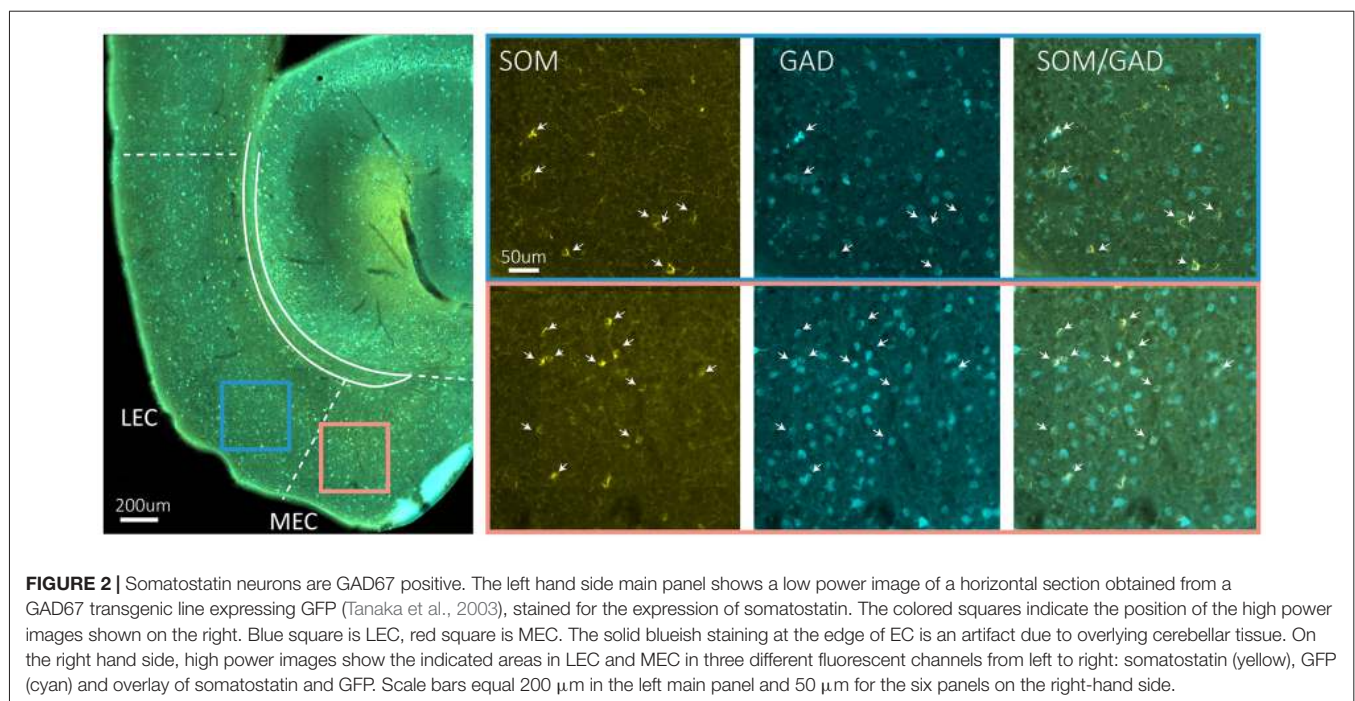 SOM
GAD
SOM/GAD
50um
LEC
200um
MEC
FIGURE 2 | Somatostatin neurons are GAD67 positive. The left hand side main panel shows a low power image of a horizontal section obtained from a
GAD67 transgenic line expressing GFP (Tanaka et al., 2003), stained for the expression of somatostatin. The colored squares indicate the position of the high power
images shown on the right. Blue square is LEC, red square is MEC. The solid blueish staining at the edge of EC is an artifact due to overlying cerebellar tissue. On
the right hand side, high power images show the indicated areas in LEC and MEC in three different fluorescent channels from left to right: somatostatin (yellow), GFP
(cyan) and overlay of somatostatin and GFP. Scale bars equal 200 μm in the left main panel and 50 μm for the six panels on the right-hand side.